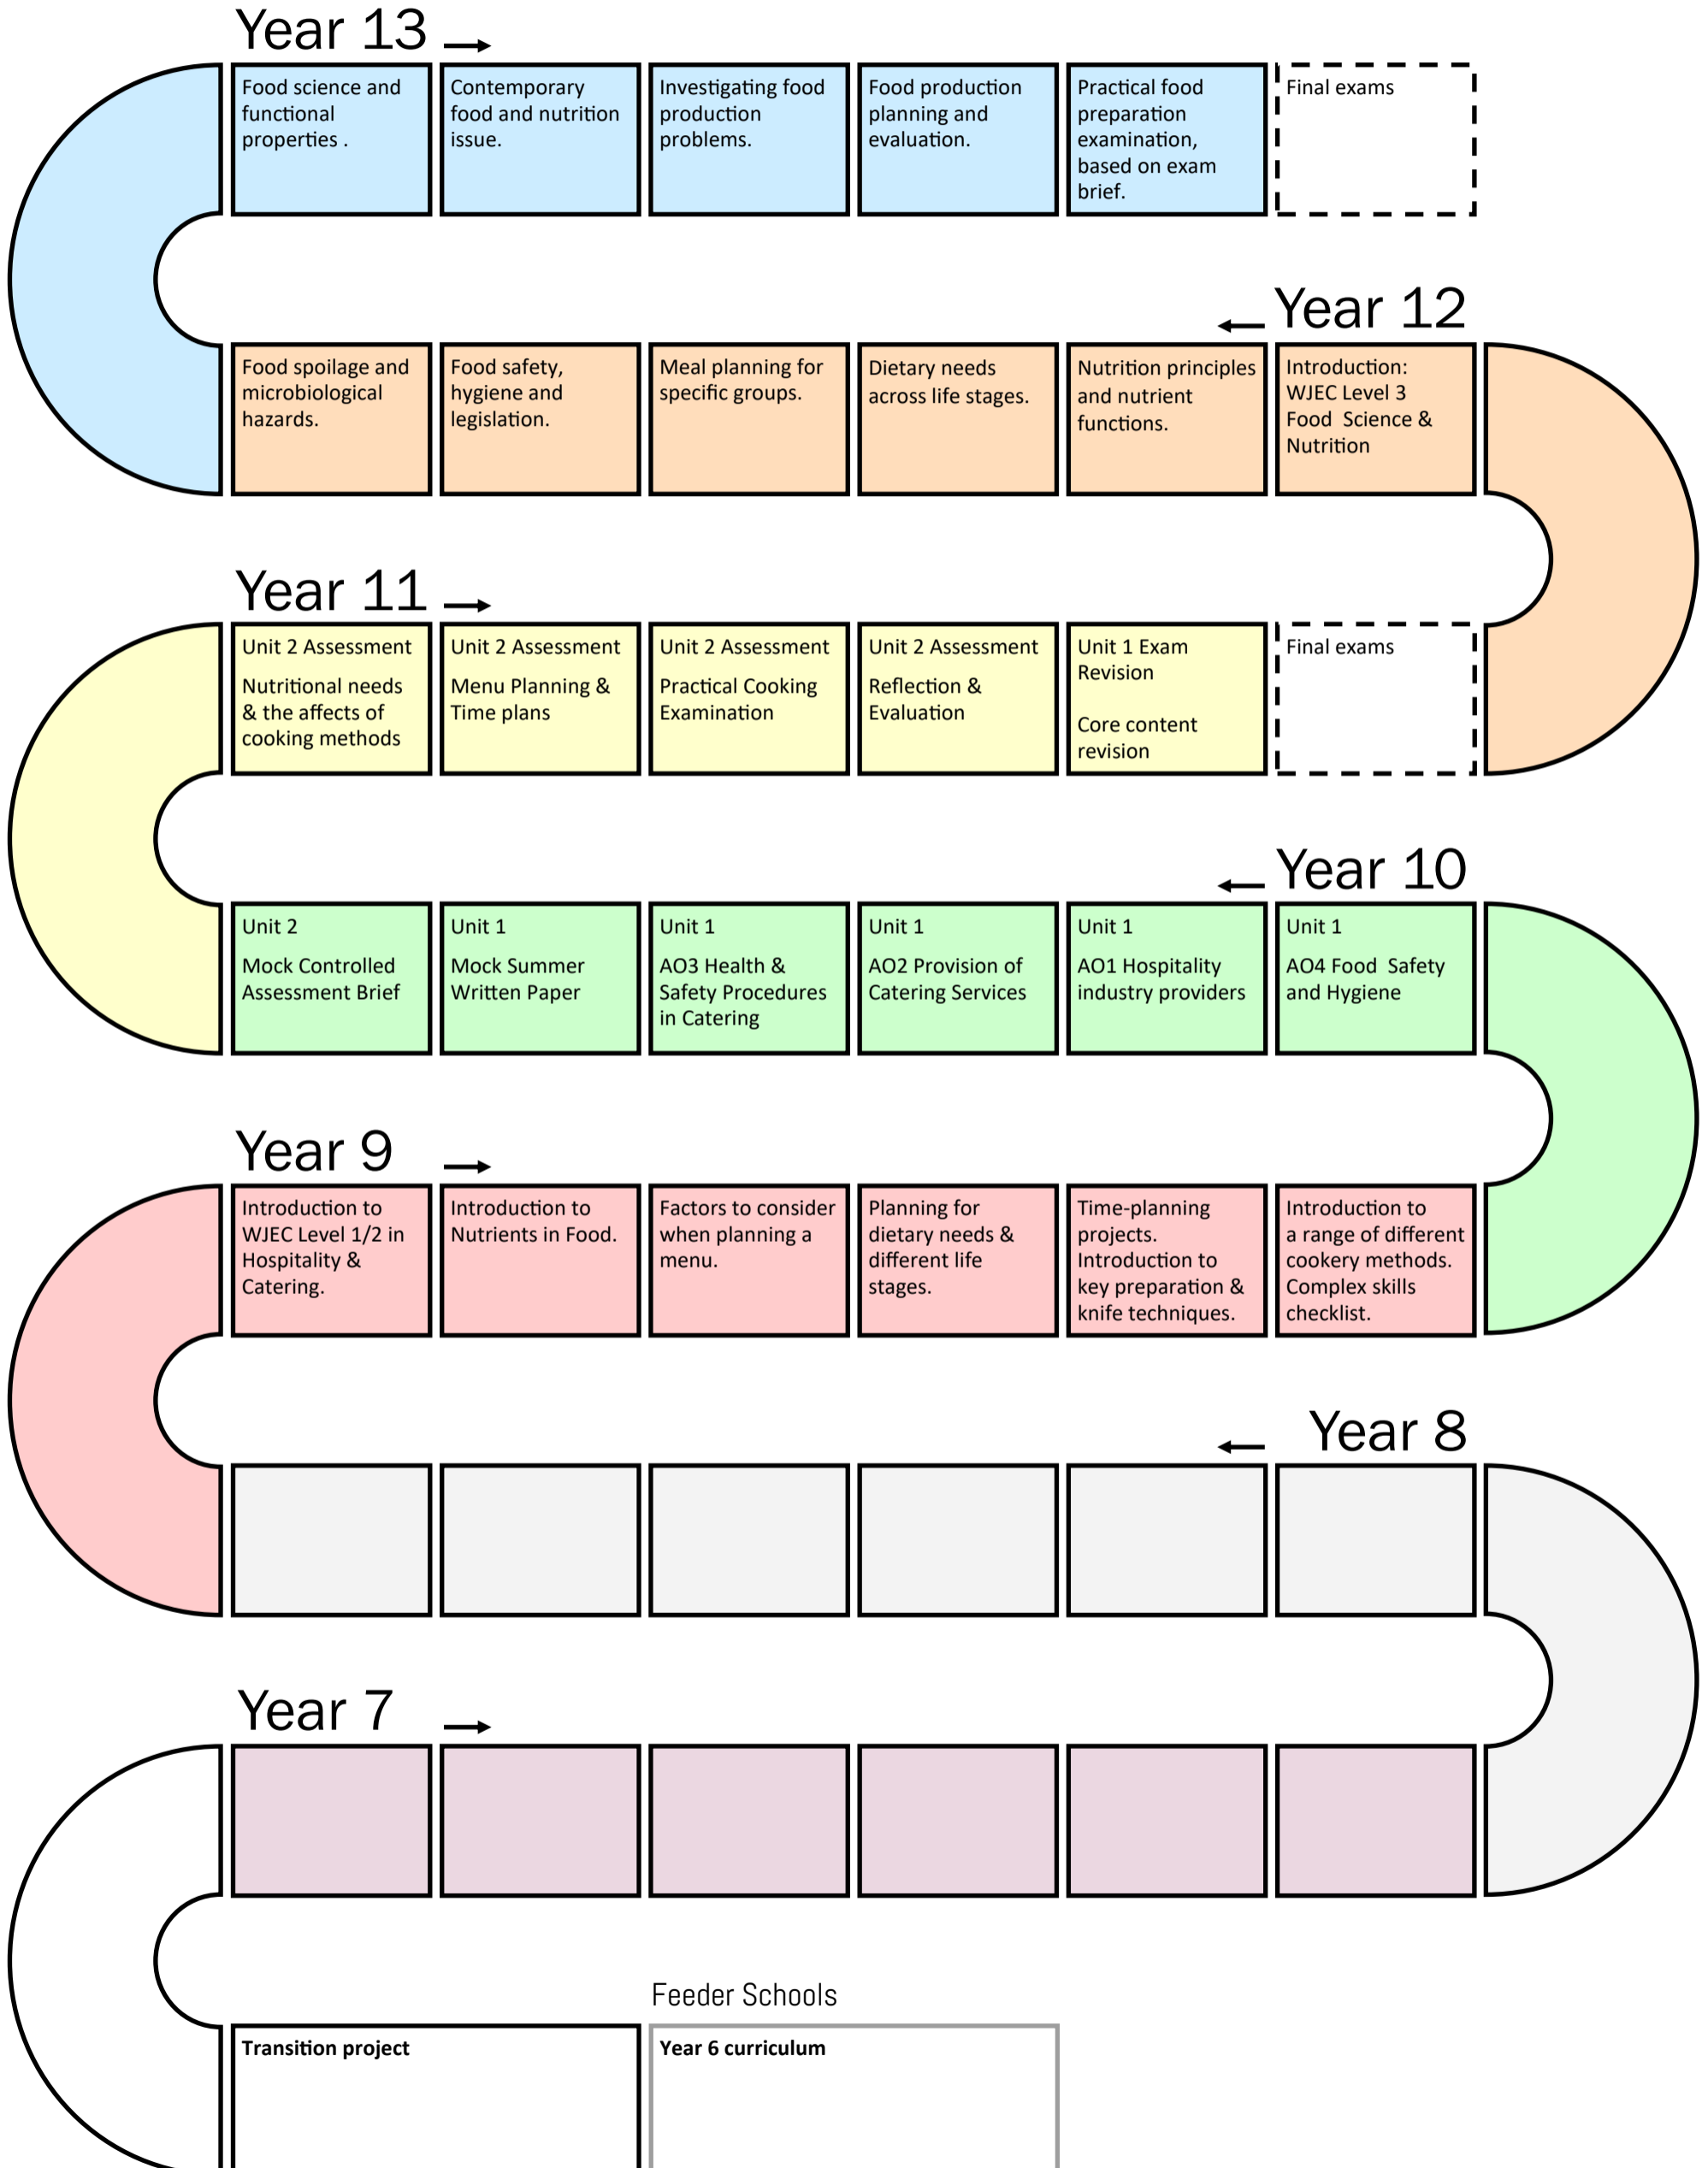 Year 13
Food science and
functional
properties .
Contemporary
food and nutrition
issue.
Investigating food
production
problems.
Food production
planning and
evaluation.
Practical food
preparation
examination,
based on exam
brief.
Final exams
Year 12
Food spoilage and
microbiological
hazards.
Food safety,
hygiene and
legislation.
Meal planning for
specific groups.
Dietary needs
across life stages.
Nutrition principles
and nutrient
functions.
Introduction:
WJEC Level 3
Food  Science &
Nutrition
Year 11
Unit 2 Assessment
Nutritional needs
& the affects of
cooking methods
Unit 2 Assessment
Menu Planning &
Time plans
Unit 2 Assessment
Practical Cooking
Examination
Unit 2 Assessment
Reflection &
Evaluation
Unit 1 Exam
Revision
Core content
revision
Final exams
Year 10
Unit 2
Mock Controlled
Assessment Brief
Unit 1
Mock Summer
Written Paper
Unit 1
AO3 Health &
Safety Procedures
in Catering
Unit 1
AO2 Provision of
Catering Services
Unit 1
AO1 Hospitality
industry providers
Unit 1
AO4 Food  Safety
and Hygiene
Year 9
Introduction to
WJEC Level 1/2 in
Hospitality &
Catering.
Introduction to
Nutrients in Food.
Factors to consider
when planning a
menu.
Planning for
dietary needs &
different life
stages.
Time-planning
projects.
Introduction to
key preparation &
knife techniques.
Introduction to
a range of different
cookery methods.
Complex skills
checklist.
Year 8
Year 7
Feeder Schools
Transition project
Year 6 curriculum